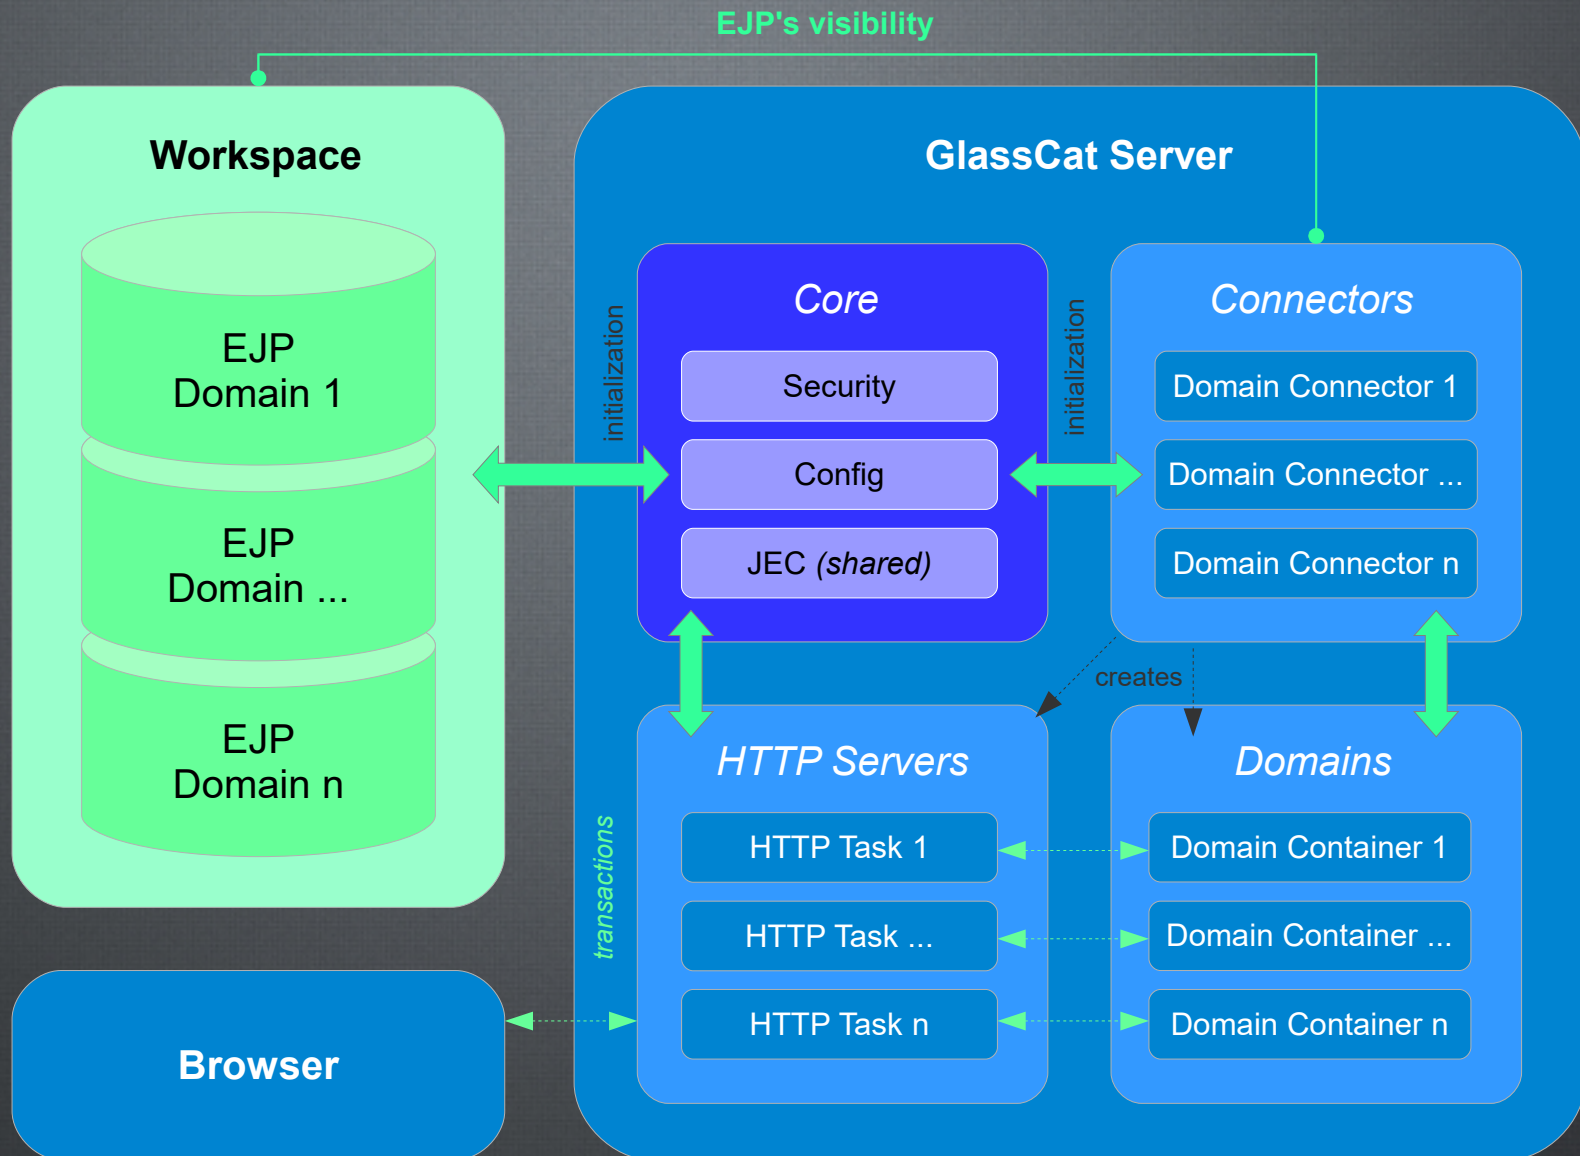 EJP's visibility
Workspace
EJP
Domain 1
EJP
Domain ...
EJP
Domain n
Browser
GlassCat Server
initialization
Core
Security
Config
JEC (shared)
initialization
Connectors
Domain Connector 1
Domain Connector ...
Domain Connector n
creates
transactions
HTTP Servers
HTTP Task 1
HTTP Task ...
HTTP Task n
Domains
Domain Container 1
Domain Container ...
Domain Container n